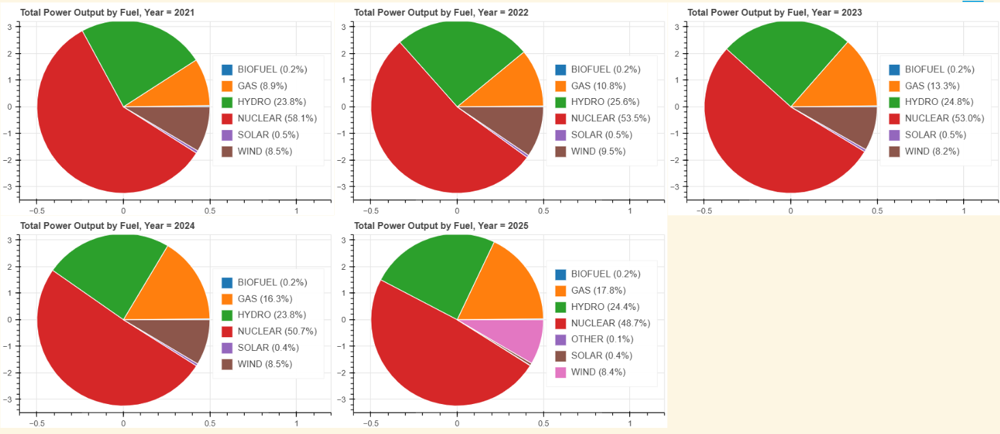 Total Power Output by Fuel, Year = 2021
3
2
1
0
−1
−2
−3
−0.5
0
0.5
1
BIOFUEL (0.2%)
GAS (8.9%)
HYDRO (23.8%)
NUCLEAR (58.1%)
SOLAR (0.5%)
WIND (8.5%)
Total Power Output by Fuel, Year = 2022
3
2
1
0
−1
−2
−3
−0.5
0
0.5
1
BIOFUEL (0.2%)
GAS (10.8%)
HYDRO (25.6%)
NUCLEAR (53.5%)
SOLAR (0.5%)
WIND (9.5%)
Total Power Output by Fuel, Year = 2023
3
2
1
0
−1
−2
−3
−0.5
0
0.5
1
BIOFUEL (0.2%)
GAS (13.3%)
HYDRO (24.8%)
NUCLEAR (53.0%)
SOLAR (0.5%)
WIND (8.2%)
Total Power Output by Fuel, Year = 2024
3
2
1
0
−1
−2
−3
−0.5
0
0.5
1
BIOFUEL (0.2%)
GAS (16.3%)
HYDRO (23.8%)
NUCLEAR (50.7%)
SOLAR (0.4%)
WIND (8.5%)
Total Power Output by Fuel, Year = 2025
3
2
1
0
−1
−2
−3
−0.5
0
0.5
1
BIOFUEL (0.2%)
GAS (17.8%)
HYDRO (24.4%)
NUCLEAR (48.7%)
OTHER (0.1%)
SOLAR (0.4%)
WIND (8.4%)